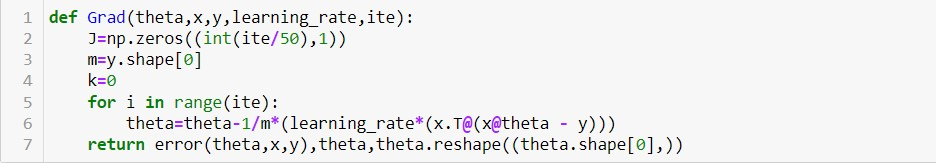 1 def Grad(theta,x,y,learning_rate,ite):
2     J=np.zeros((int(ite/50),1))
3     m=y.shape[0]
4     k=0
5     for i in range(ite):
6         theta=theta-1/m*(learning_rate*(x.T@(x@theta - y)))
7     return error(theta,x,y),theta,theta.reshape((theta.shape[0],))